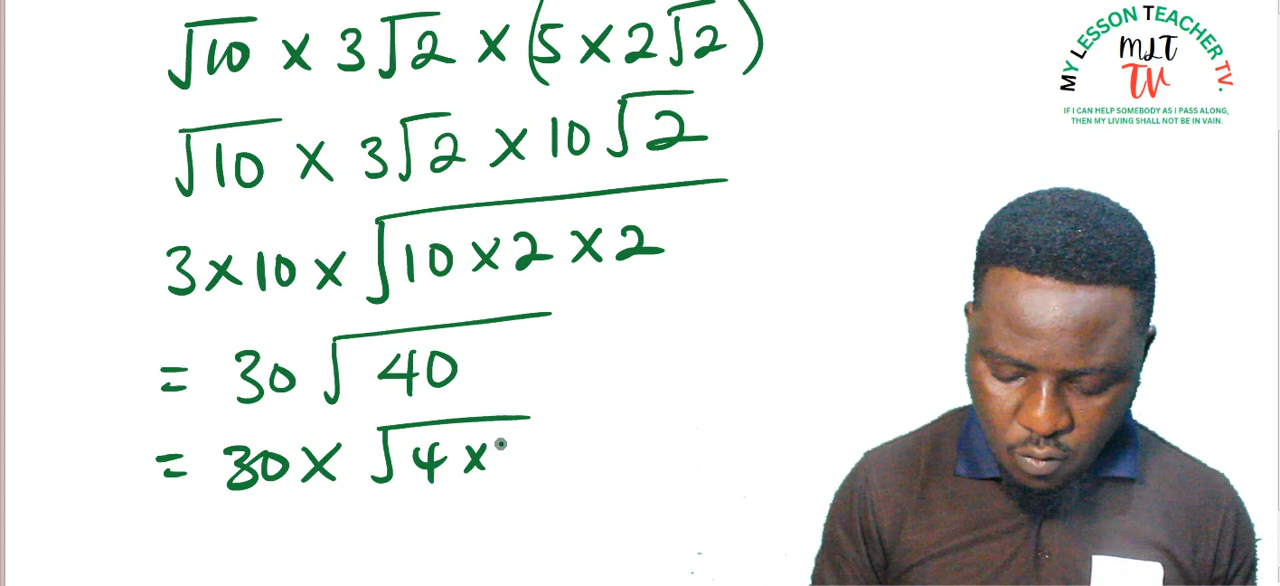 √10 × 3√2 × (5 × 2√2)
√10 × 3√2 × 10√2
3 × 10 × √10 × 2 × 2
= 30 √40
= 30 × √4 ×
MY LESSON TEACHER TV.
MLT
TV
IF I CAN HELP SOMEBODY AS I PASS ALONG,
THEN MY LIVING SHALL NOT BE IN VAIN.